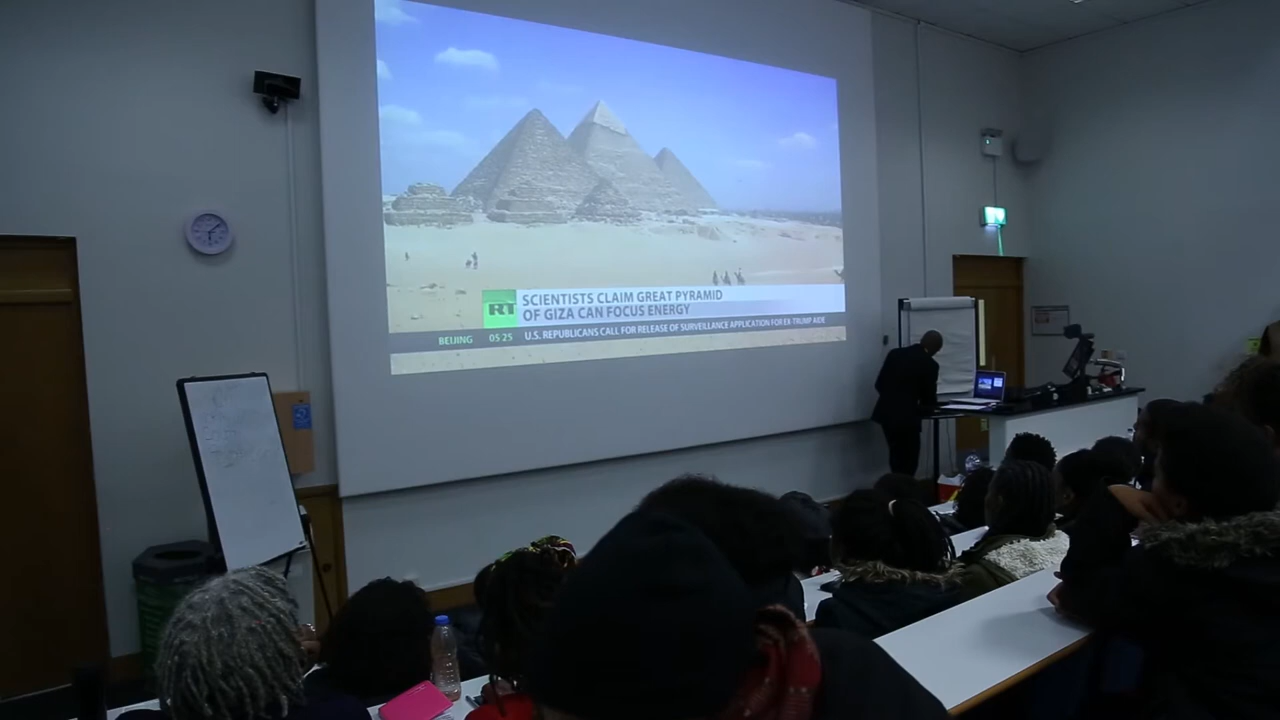 SCIENTISTS CLAIM GREAT PYRAMID
OF GIZA CAN FOCUS ENERGY
RT
BEIJING 05 25 U.S. REPUBLICANS CALL FOR RELEASE OF SURVEILLANCE APPLICATION FOR EX-TRUMP AIDE